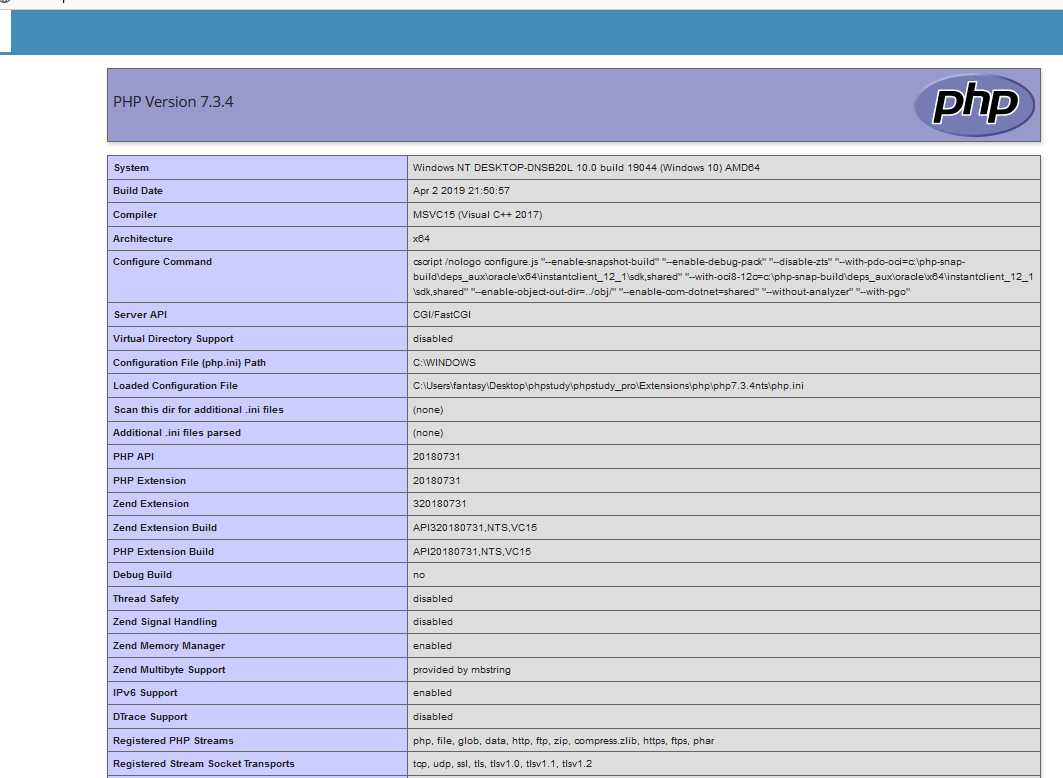 PHP Version 7.3.4
php
System Windows NT DESKTOP-DNSB20L 10.0 build 19044 (Windows 10) AMD64
Build Date Apr 2 2019 21:50:57
Compiler MSVC15 (Visual C++ 2017)
Architecture x64
Configure Command cscript /nologo configure.js "--enable-snapshot-build" "--enable-debug-pack" "--disable-zts" "--with-pdo-oci=c:\php-snap-
build\deps_aux\oracle\x64\instantclient_12_1\sdk,shared" "--with-oci8-12c=c:\php-snap-build\deps_aux\oracle\x64\instantclient_12_1
\sdk,shared" "--enable-object-out-dir=../obj/" "--enable-com-dotnet=shared" "--without-analyzer" "--with-pgo"
Server API CGI/FastCGI
Virtual Directory Support disabled
Configuration File (php.ini) Path C:\WINDOWS
Loaded Configuration File C:\Users\fantasy\Desktop\phpstudy\phpstudy_pro\Extensions\php\php7.3.4nts\php.ini
Scan this dir for additional .ini files (none)
Additional .ini files parsed (none)
PHP API 20180731
PHP Extension 20180731
Zend Extension 320180731
Zend Extension Build API320180731,NTS,VC15
PHP Extension Build API20180731,NTS,VC15
Debug Build no
Thread Safety disabled
Zend Signal Handling disabled
Zend Memory Manager enabled
Zend Multibyte Support provided by mbstring
IPv6 Support enabled
DTrace Support disabled
Registered PHP Streams php, file, glob, data, http, ftp, zip, compress.zlib, https, ftps, phar
Registered Stream Socket Transports tcp, udp, ssl, tls, tlsv1.0, tlsv1.1, tlsv1.2